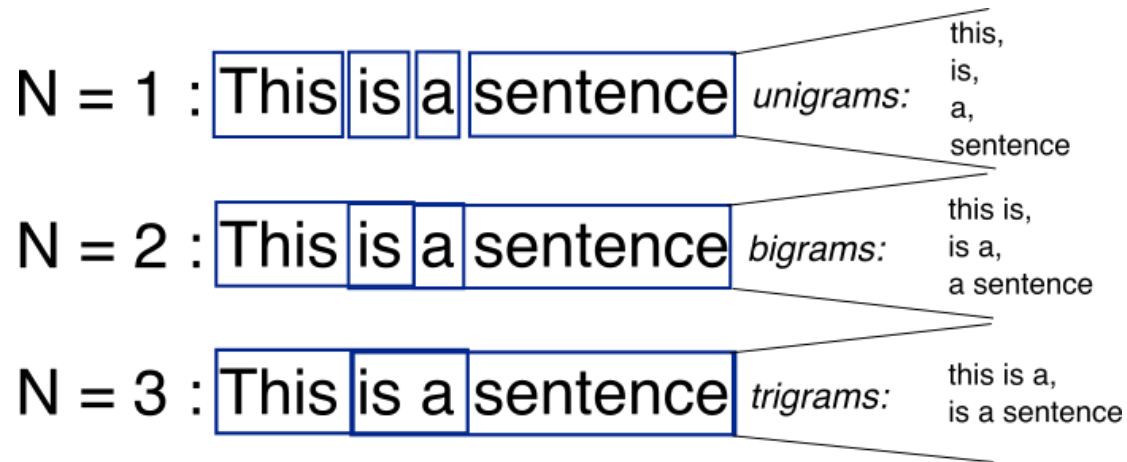 N = 1 : This is a sentence unigrams:
this,
is,
a,
sentence
N = 2 : This is a sentence bigrams:
this is,
is a,
a sentence
N = 3 : This is a sentence trigrams:
this is a,
is a sentence